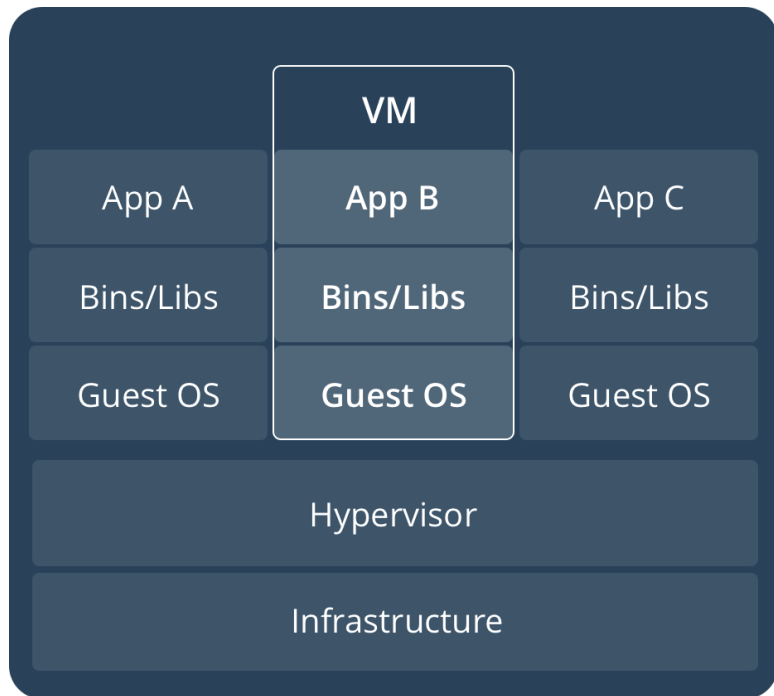 VM
App A
App B
App C
Bins/Libs
Bins/Libs
Bins/Libs
Guest OS
Guest OS
Guest OS
Hypervisor
Infrastructure